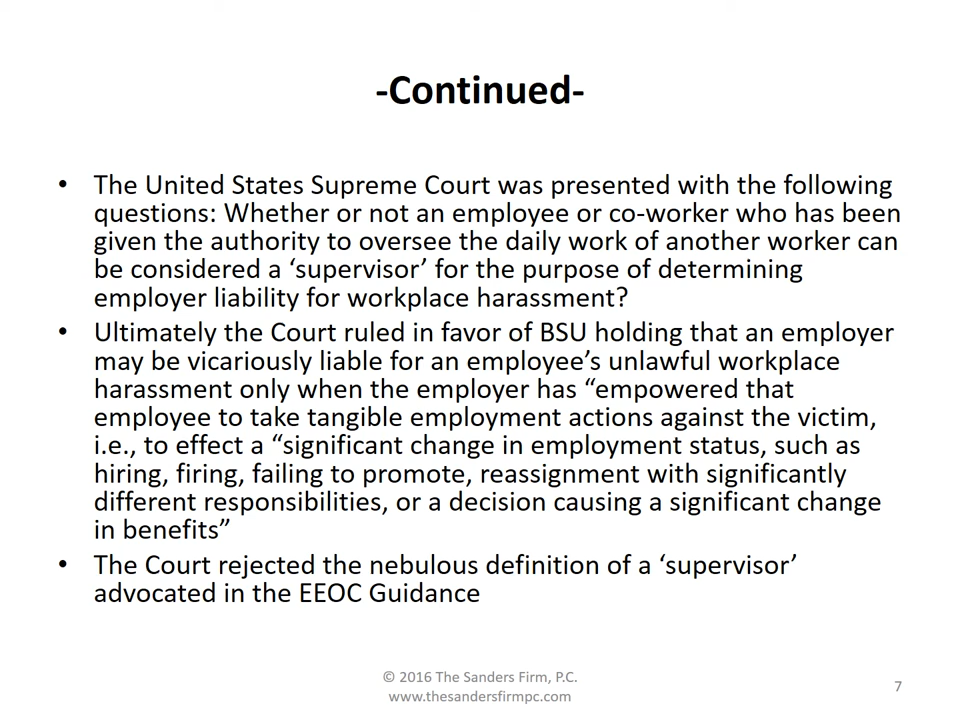 -Continued-
• The United States Supreme Court was presented with the following
questions: Whether or not an employee or co-worker who has been
given the authority to oversee the daily work of another worker can
be considered a ‘supervisor’ for the purpose of determining
employer liability for workplace harassment?
• Ultimately the Court ruled in favor of BSU holding that an employer
may be vicariously liable for an employee’s unlawful workplace
harassment only when the employer has “empowered that
employee to take tangible employment actions against the victim,
i.e., to effect a “significant change in employment status, such as
hiring, firing, failing to promote, reassignment with significantly
different responsibilities, or a decision causing a significant change
in benefits”
• The Court rejected the nebulous definition of a ‘supervisor’
advocated in the EEOC Guidance
© 2016 The Sanders Firm, P.C.
www.thesandersfirmpc.com
7